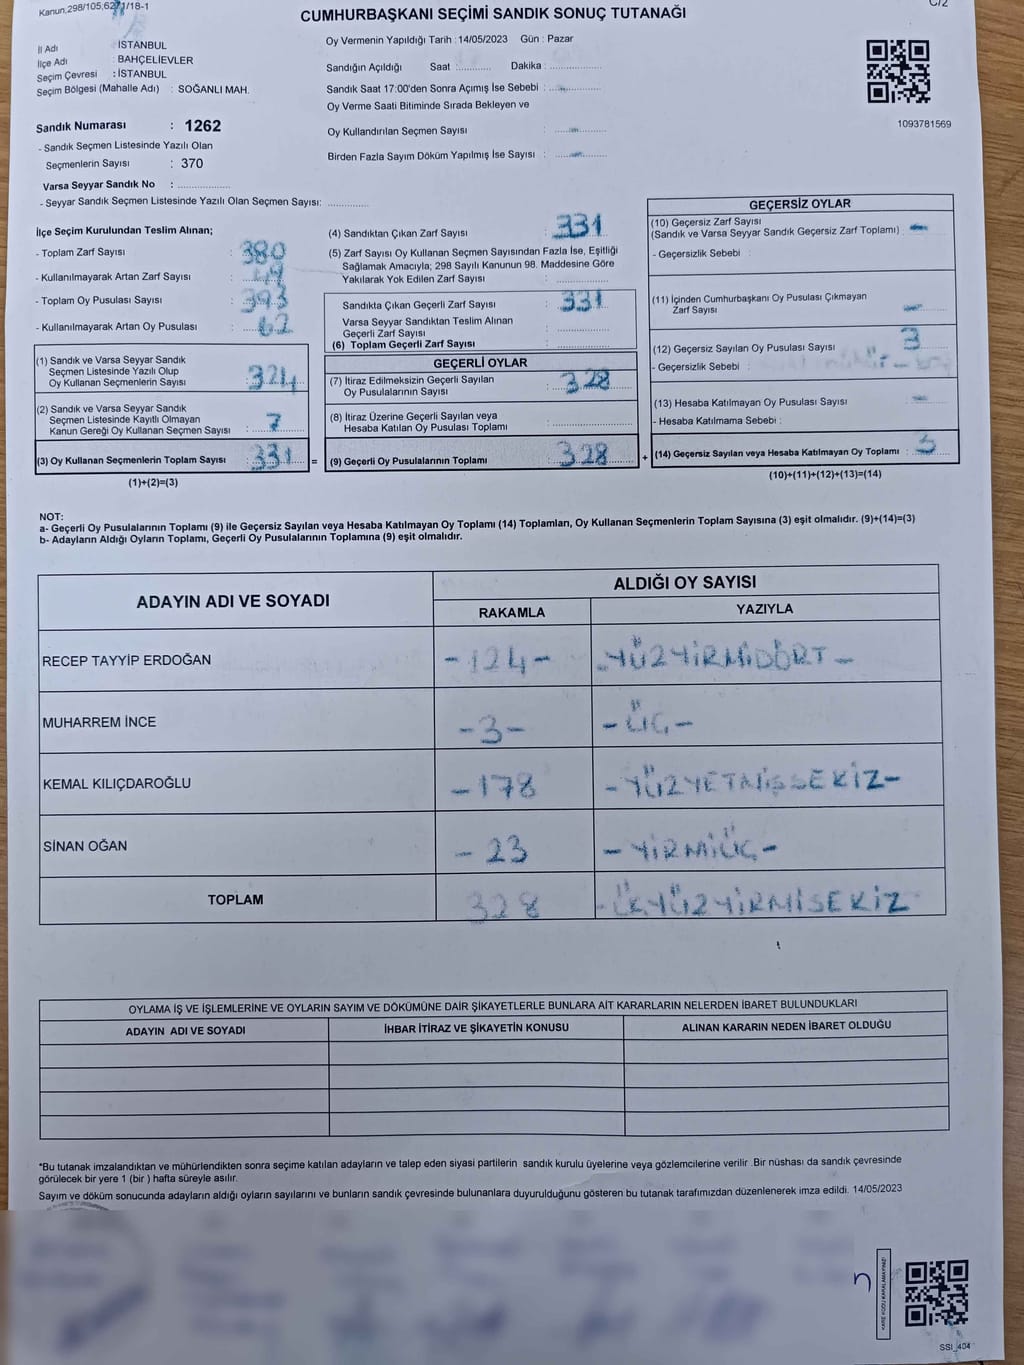 Kanun,298/105,627,1/18-1
C/2
CUMHURBAŞKANI SEÇİMİ SANDIK SONUÇ TUTANAĞI
İl Adı : İSTANBUL
İlçe Adı : BAHÇELİEVLER
Seçim Çevresi : İSTANBUL
Seçim Bölgesi (Mahalle Adı) : SOĞANLI MAH.
Oy Vermenin Yapıldığı Tarih : 14/05/2023 Gün : Pazar
Sandığın Açıldığı Saat : Dakika :
Sandık Saat 17:00'den Sonra Açımış İse Sebebi :
Oy Verme Saati Bitiminde Sırada Bekleyen ve
Oy Kullandırılan Seçmen Sayısı :
Birden Fazla Sayım Döküm Yapılmış İse Sayısı :
1093781569
Sandık Numarası : 1262
- Sandık Seçmen Listesinde Yazılı Olan
Seçmenlerin Sayısı : 370
Varsa Seyyar Sandık No :
- Seyyar Sandık Seçmen Listesinde Yazılı Olan Seçmen Sayısı:
İlçe Seçim Kurulundan Teslim Alınan;
- Toplam Zarf Sayısı : 380
- Kullanılmayarak Artan Zarf Sayısı : 49
- Toplam Oy Pusulası Sayısı : 393
- Kullanılmayarak Artan Oy Pusulası : 62
(1) Sandık ve Varsa Seyyar Sandık
Seçmen Listesinde Yazılı Olup
Oy Kullanan Seçmenlerin Sayısı : 324
(2) Sandık ve Varsa Seyyar Sandık
Seçmen Listesinde Kayıtlı Olmayan
Kanun Gereği Oy Kullanan Seçmen Sayısı : 7
(3) Oy Kullanan Seçmenlerin Toplam Sayısı : 331 =
(1)+(2)=(3)
(4) Sandıktan Çıkan Zarf Sayısı : 331
(5) Zarf Sayısı Oy Kullanan Seçmen Sayısından Fazla İse, Eşitliği
Sağlamak Amacıyla; 298 Sayılı Kanunun 98. Maddesine Göre
Yakılarak Yok Edilen Zarf Sayısı :
Sandıkta Çıkan Geçerli Zarf Sayısı : 331
Varsa Seyyar Sandıktan Teslim Alınan
Geçerli Zarf Sayısı :
(6) Toplam Geçerli Zarf Sayısı :
GEÇERLİ OYLAR
(7) İtiraz Edilmeksizin Geçerli Sayılan
Oy Pusulalarının Sayısı : 328
(8) İtiraz Üzerine Geçerli Sayılan veya
Hesaba Katılan Oy Pusulası Toplamı :
(9) Geçerli Oy Pusulalarının Toplamı : 328 +
GEÇERSİZ OYLAR
(10) Geçersiz Zarf Sayısı
(Sandık ve Varsa Seyyar Sandık Geçersiz Zarf Toplamı) : -
- Geçersizlik Sebebi :
(11) İçinden Cumhurbaşkanı Oy Pusulası Çıkmayan
Zarf Sayısı : -
(12) Geçersiz Sayılan Oy Pusulası Sayısı : 3
- Geçersizlik Sebebi :
(13) Hesaba Katılmayan Oy Pusulası Sayısı : -
- Hesaba Katılmama Sebebi :
(14) Geçersiz Sayılan veya Hesaba Katılmayan Oy Toplamı : 3
(10)+(11)+(12)+(13)=(14)
NOT:
a- Geçerli Oy Pusulalarının Toplamı (9) ile Geçersiz Sayılan veya Hesaba Katılmayan Oy Toplamı (14) Toplamları, Oy Kullanan Seçmenlerin Toplam Sayısına (3) eşit olmalıdır. (9)+(14)=(3)
b- Adayların Aldığı Oyların Toplamı, Geçerli Oy Pusulalarının Toplamına (9) eşit olmalıdır.
ADAYIN ADI VE SOYADI
ALDIĞI OY SAYISI
RAKAMLA
YAZIYLA
RECEP TAYYİP ERDOĞAN -124- -YÜZYİRMİDÖRT-
MUHARREM İNCE -3- -ÜÇ-
KEMAL KILIÇDAROĞLU -178 -YÜZYETMİŞSEKİZ-
SİNAN OĞAN - 23 - YİRMİÜÇ-
TOPLAM 328 -ÜÇYÜZYİRMİSEKİZ
OYLAMA İŞ VE İŞLEMLERİNE VE OYLARIN SAYIM VE DÖKÜMÜNE DAİR ŞİKAYETLERLE BUNLARA AİT KARARLARIN NELERDEN İBARET BULUNDUKLARI
ADAYIN ADI VE SOYADI
İHBAR İTİRAZ VE ŞİKAYETİN KONUSU
ALINAN KARARIN NEDEN İBARET OLDUĞU
*Bu tutanak imzalandıktan ve mühürlendikten sonra seçime katılan adayların ve talep eden siyasi partilerin sandık kurulu üyelerine veya gözlemcilerine verilir .Bir nüshası da sandık çevresinde
görülecek bir yere 1 (bir ) hafta süreyle asılır.
Sayım ve döküm sonucunda adayların aldığı oyların sayılarını ve bunların sandık çevresinde bulunanlara duyurulduğunu gösteren bu tutanak tarafımızdan düzenlenerek imza edildi. 14/05/2023
KARE KODU KARALAMAYINIZ!
SSI_404